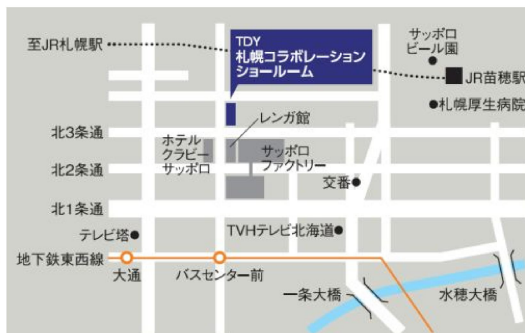 至JR札幌駅
TDY
札幌コラボレーション
ショールーム
サッポロ
ビール園
JR苗穂駅
札幌厚生病院
レンガ館
北3条通
ホテル
クラビー
サッポロ
サッポロ
ファクトリー
北2条通
交番
北1条通
テレビ塔
TVHテレビ北海道
地下鉄東西線
大通
バスセンター前
一条大橋
水穂大橋